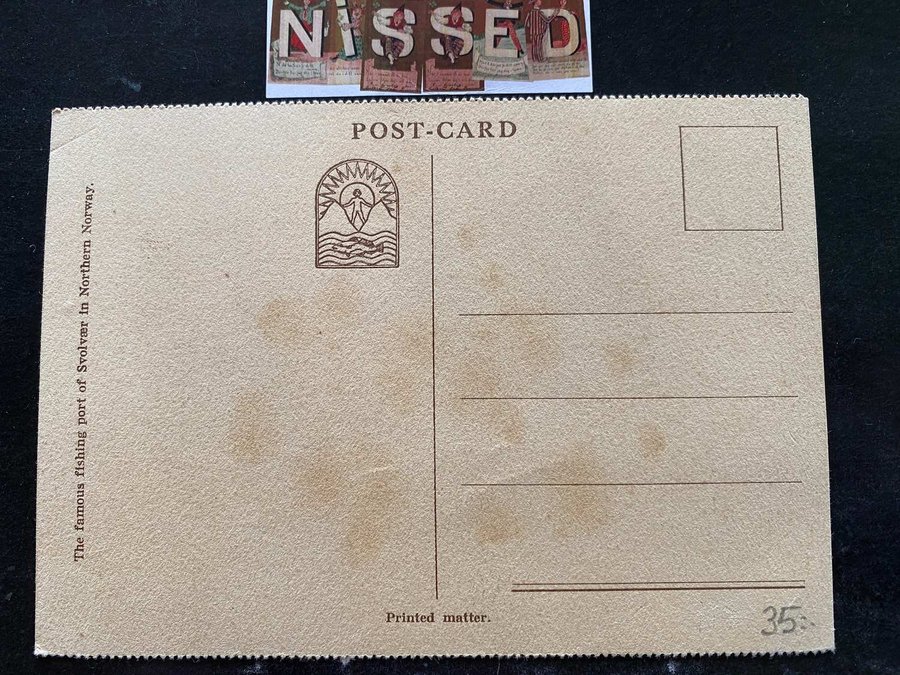 NiSSED
POST-CARD
The famous fishing port of Svolvær in Northern Norway.
Printed matter.
35:-